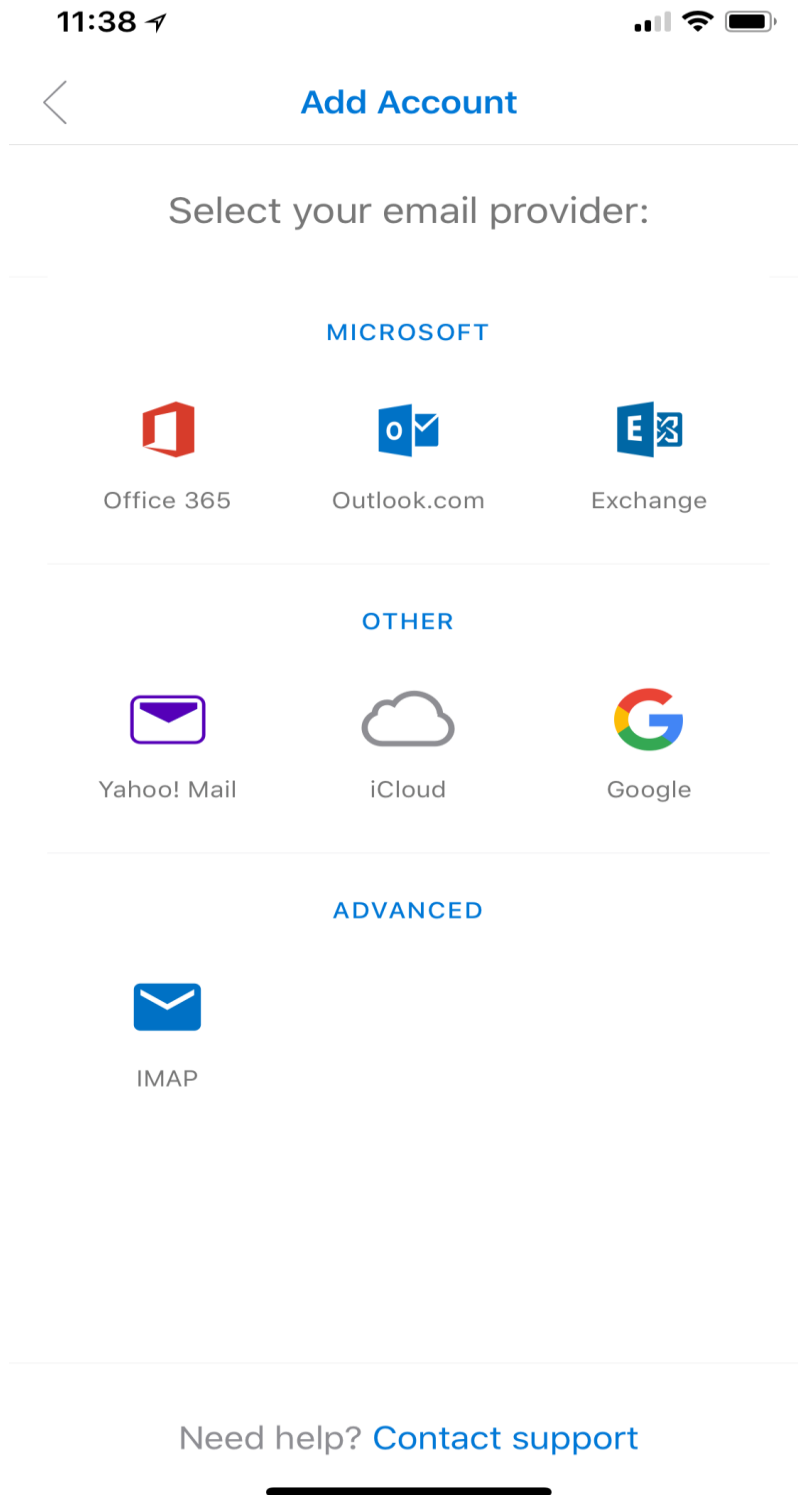 11:38
Add Account
Select your email provider:
MICROSOFT
Office 365 Outlook.com Exchange
OTHER
Yahoo! Mail iCloud Google
ADVANCED
IMAP
Need help? Contact support